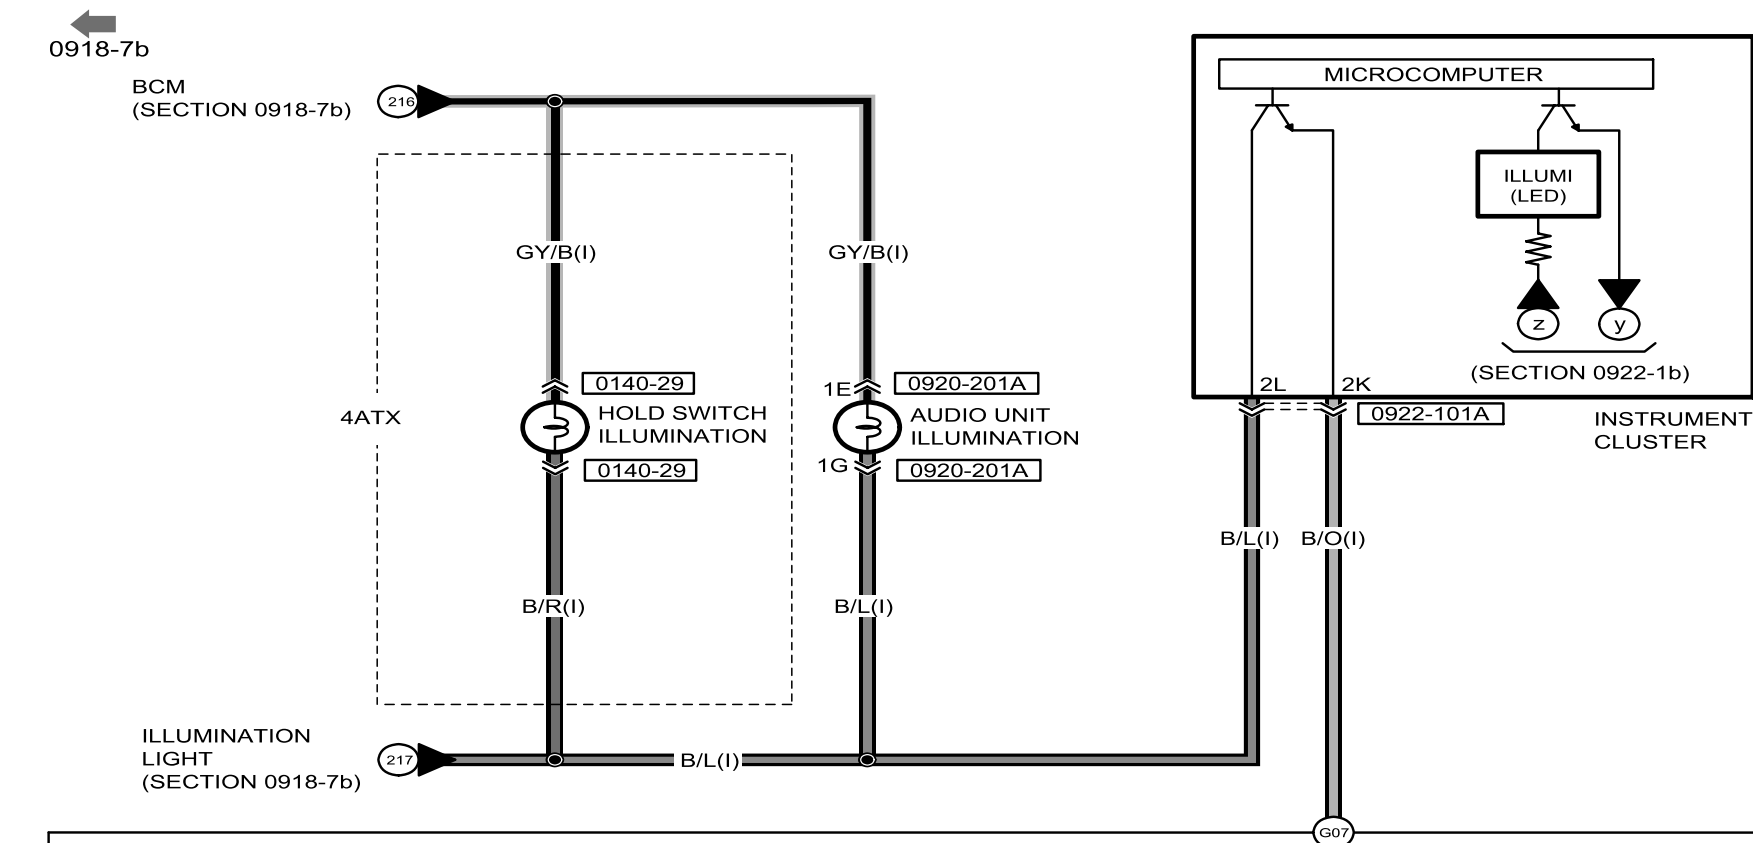 0918-7b
BCM
(SECTION 0918-7b)
216
MICROCOMPUTER
ILLUMI
(LED)
GY/B(I)
GY/B(I)
z
y
(SECTION 0922-1b)
4ATX
0140-29
HOLD SWITCH
ILLUMINATION
0140-29
1E
0920-201A
AUDIO UNIT
ILLUMINATION
1G
0920-201A
2L
2K
0922-101A
INSTRUMENT
CLUSTER
B/L(I)
B/O(I)
B/R(I)
B/L(I)
ILLUMINATION
LIGHT
(SECTION 0918-7b)
217
B/L(I)
G07